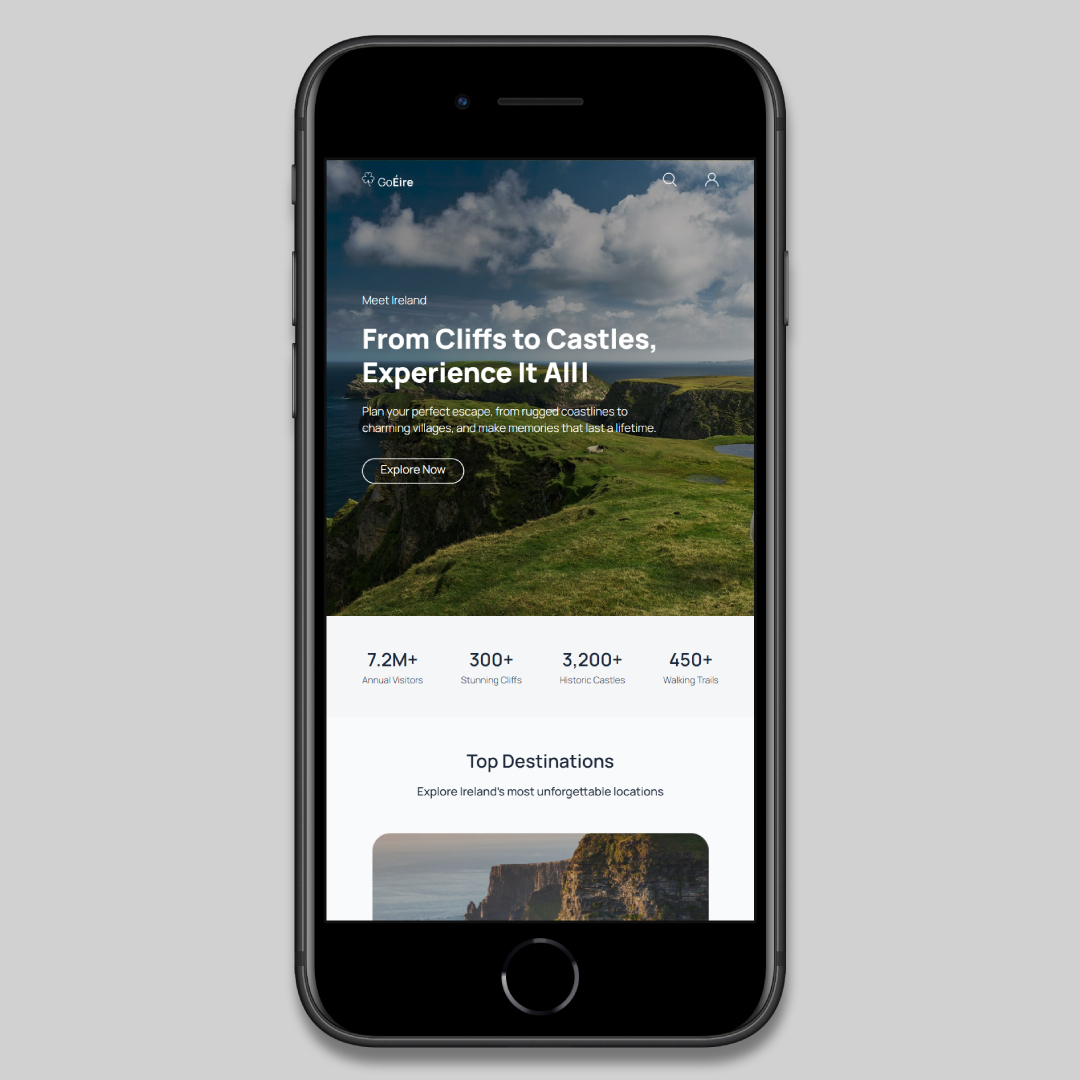 GoÉire
Meet Ireland
From Cliffs to Castles,
Experience It All|
Plan your perfect escape, from rugged coastlines to
charming villages, and make memories that last a lifetime.
Explore Now
7.2M+ 300+ 3,200+ 450+
Annual Visitors Stunning Cliffs Historic Castles Walking Trails
Top Destinations
Explore Ireland's most unforgettable locations